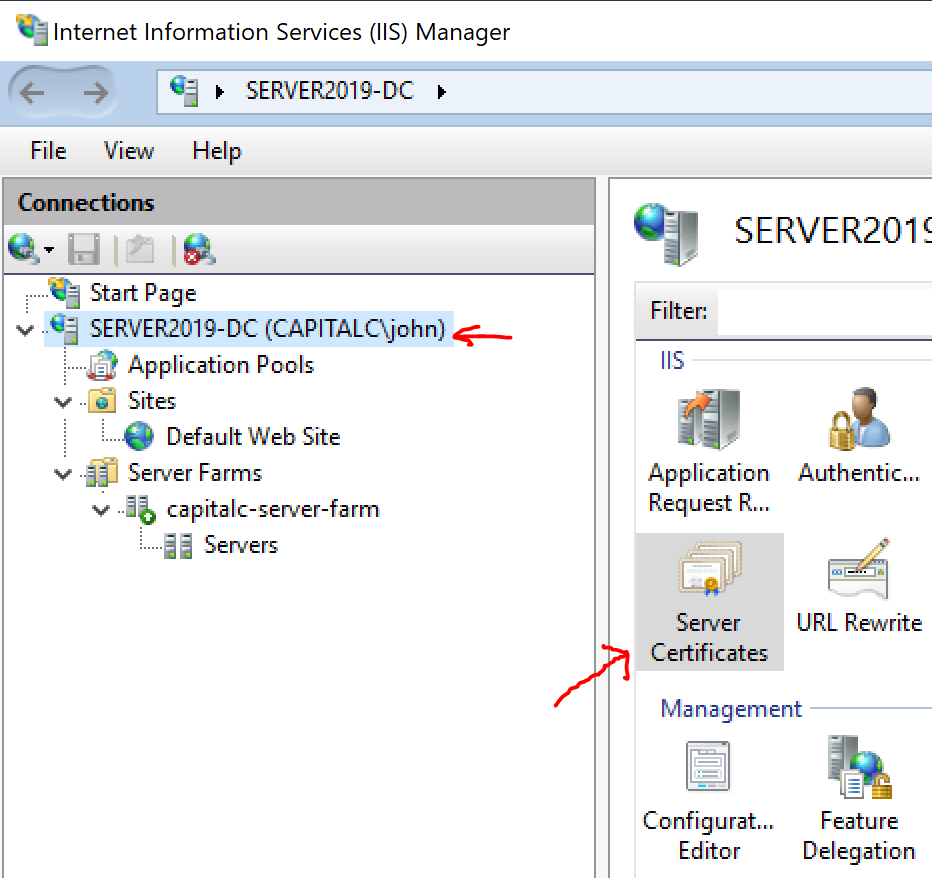 Internet Information Services (IIS) Manager
SERVER2019-DC
File View Help
Connections
Start Page
SERVER2019-DC (CAPITALC\john)
Application Pools
Sites
Default Web Site
Server Farms
capitalc-server-farm
Servers
SERVER2019
Filter:
IIS
Application
Request R...
Authentic...
Server
Certificates
URL Rewrite
Management
Configurat...
Editor
Feature
Delegation